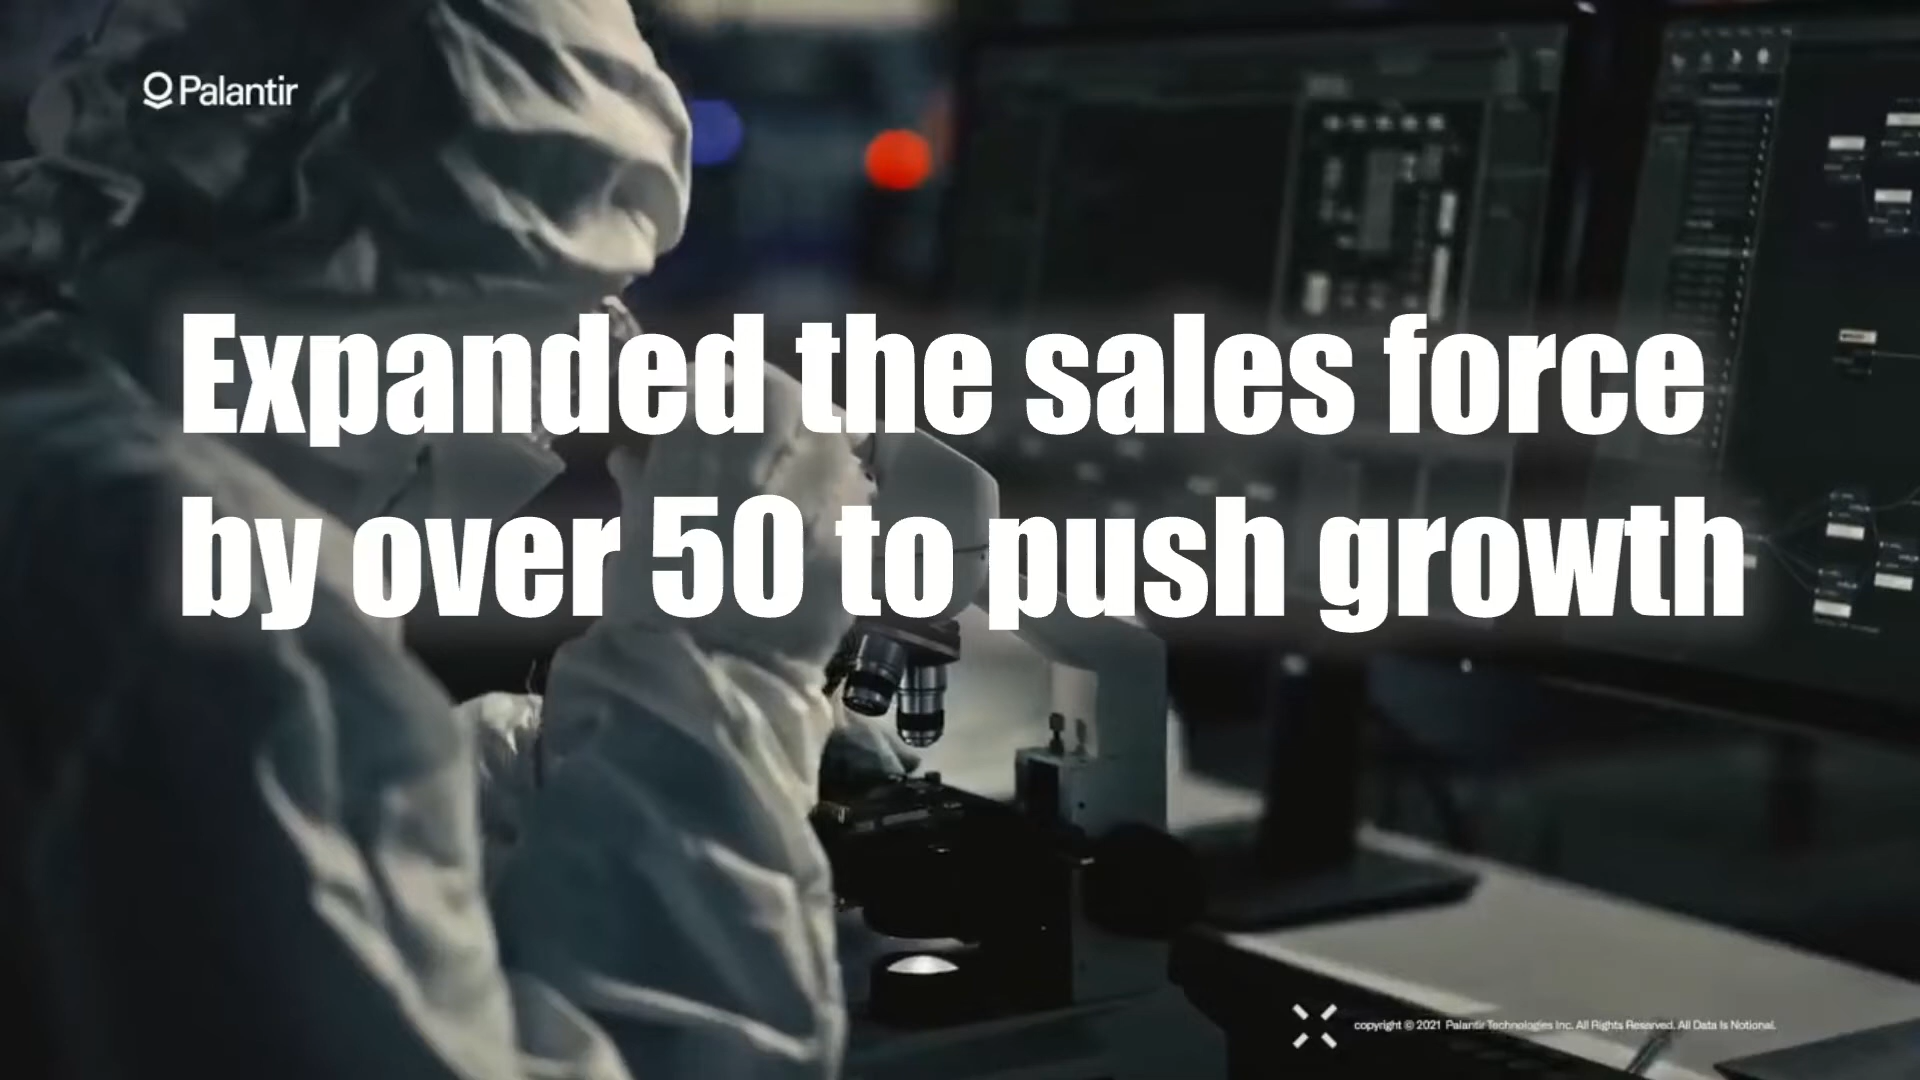 Palantir
Expanded the sales force
by over 50 to push growth
copyright © 2021 Palantir Technologies Inc. All Rights Reserved. All Data Is Notional.